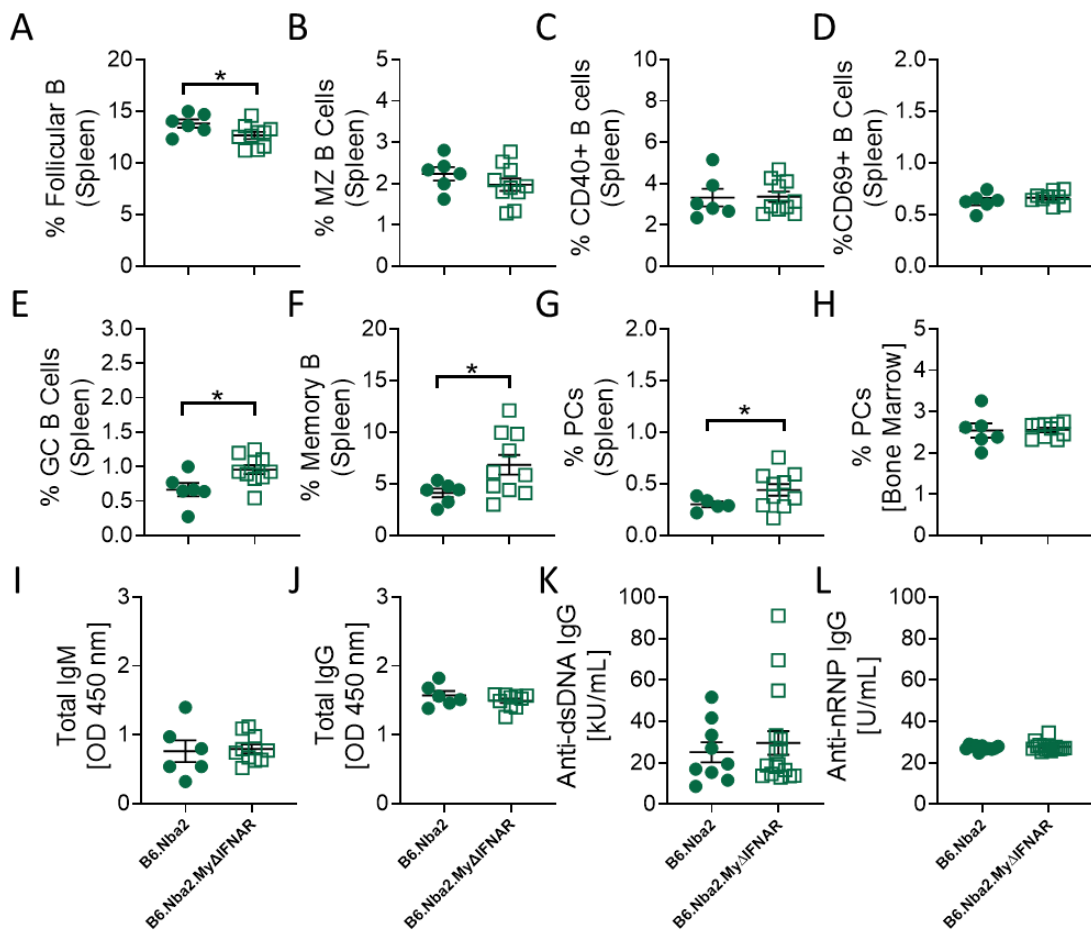 A
% Follicular B
(Spleen)
20
15
10
5
0
*
B
% MZ B Cells
(Spleen)
5
4
3
2
1
0
C
% CD40+ B cells
(Spleen)
10
8
6
4
2
0
D
%CD69+ B Cells
(Spleen)
2.0
1.5
1.0
0.5
0.0
E
% GC B Cells
(Spleen)
3.0
2.5
2.0
1.5
1.0
0.5
0.0
*
F
% Memory B
(Spleen)
20
15
10
5
0
*
G
% PCs
(Spleen)
2.0
1.5
1.0
0.5
0.0
*
H
% PCs
[Bone Marrow]
5
4
3
2
1
0
I
Total IgM
[OD 450 nm]
3
2
1
0
B6.Nba2
B6.Nba2.MyΔIFNAR
J
Total IgG
[OD 450 nm]
3
2
1
0
B6.Nba2
B6.Nba2.MyΔIFNAR
K
Anti-dsDNA IgG
[kU/mL]
100
80
60
40
20
0
B6.Nba2
B6.Nba2.MyΔIFNAR
L
Anti-nRNP IgG
[U/mL]
100
80
60
40
20
0
B6.Nba2
B6.Nba2.MyΔIFNAR